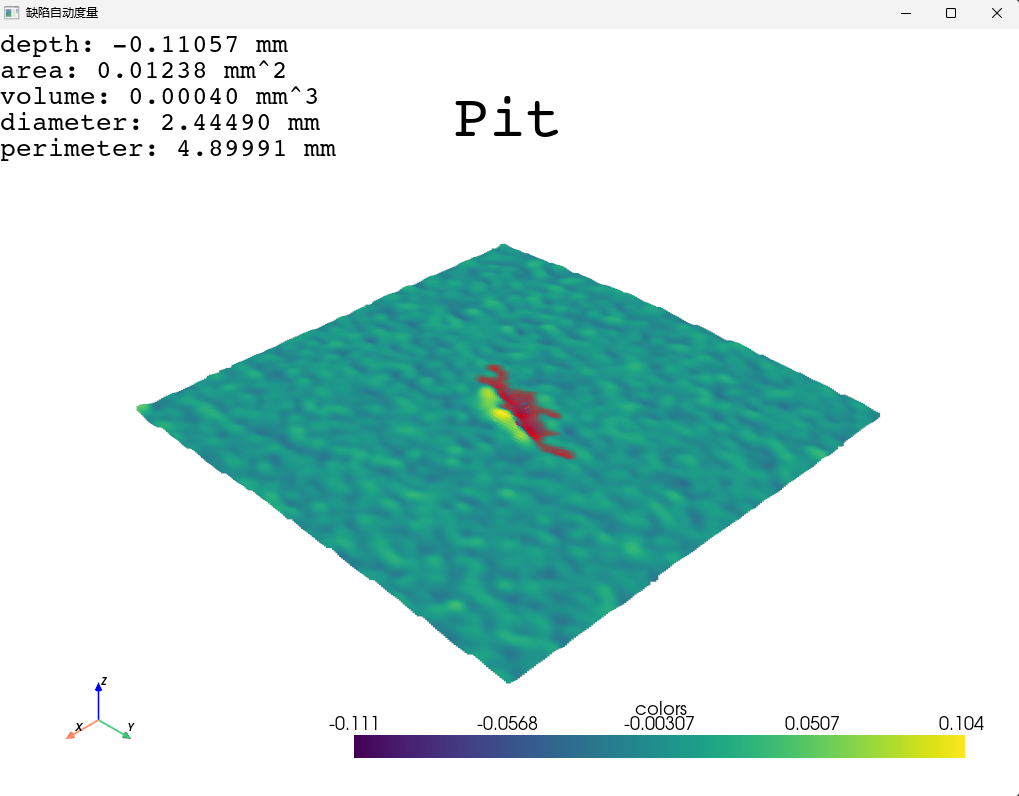 缺陷自动度量
depth: -0.11057 mm
area: 0.01238 mm^2
volume: 0.00040 mm^3
diameter: 2.44490 mm
perimeter: 4.89991 mm
Pit
Z
X
Y
colors
-0.111 -0.0568 -0.00307 0.0507 0.104